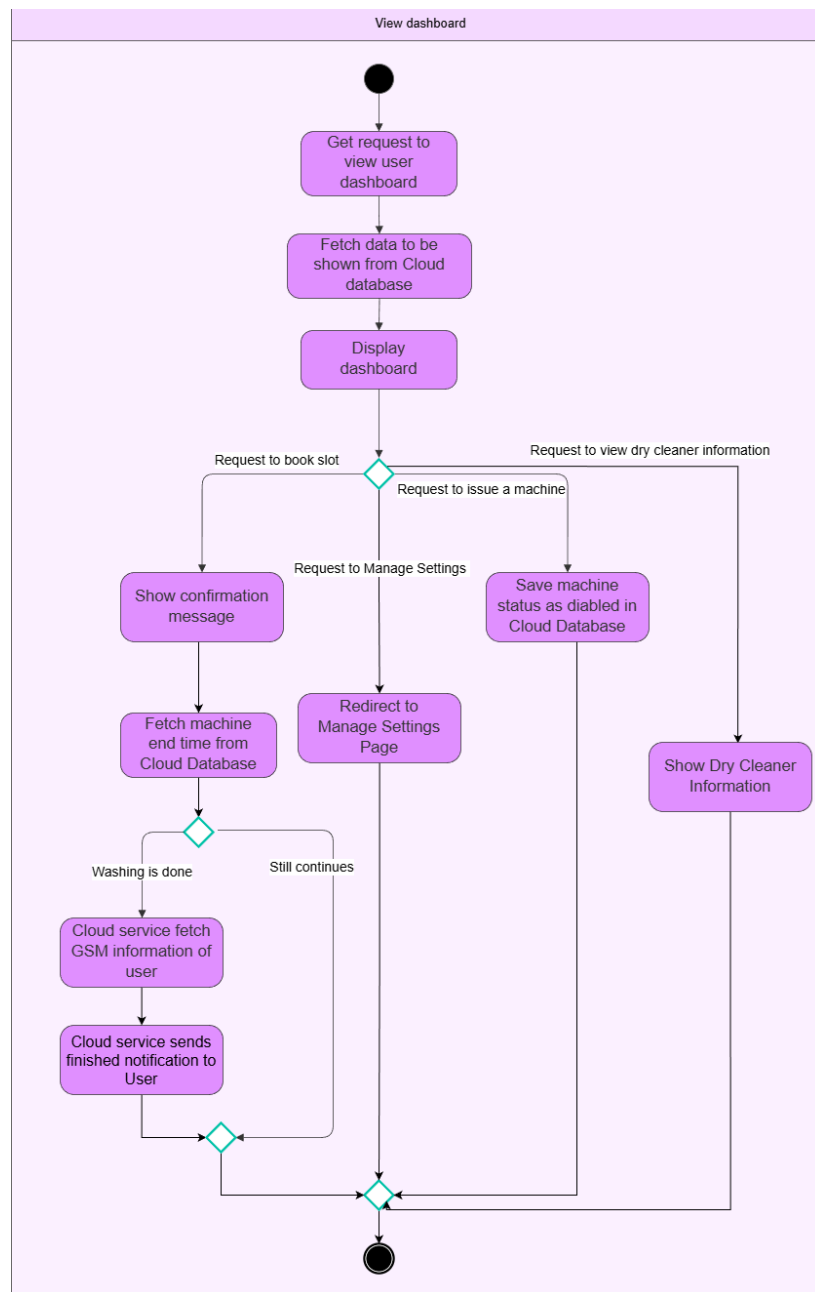 View dashboard
Get request to
view user
dashboard
Fetch data to be
shown from Cloud
database
Display
dashboard
Request to view dry cleaner information
Request to book slot
Request to issue a machine
Request to Manage Settings
Show confirmation
message
Save machine
status as diabled in
Cloud Database
Fetch machine
end time from
Cloud Database
Redirect to
Manage Settings
Page
Show Dry Cleaner
Information
Washing is done
Still continues
Cloud service fetch
GSM information of
user
Cloud service sends
finished notification to
User